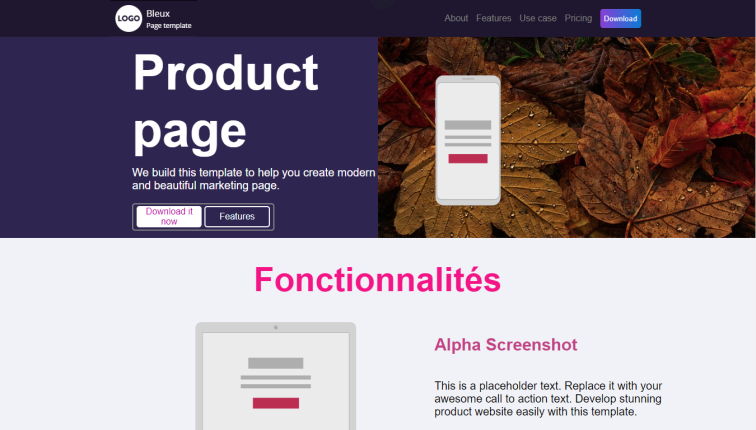 LOGO
Bleux
Page template
About Features Use case Pricing Download
Product
page
We build this template to help you create modern
and beautiful marketing page.
Download it
now
Features
Fonctionnalités
Alpha Screenshot
This is a placeholder text. Replace it with your
awesome call to action text. Develop stunning
product website easily with this template.